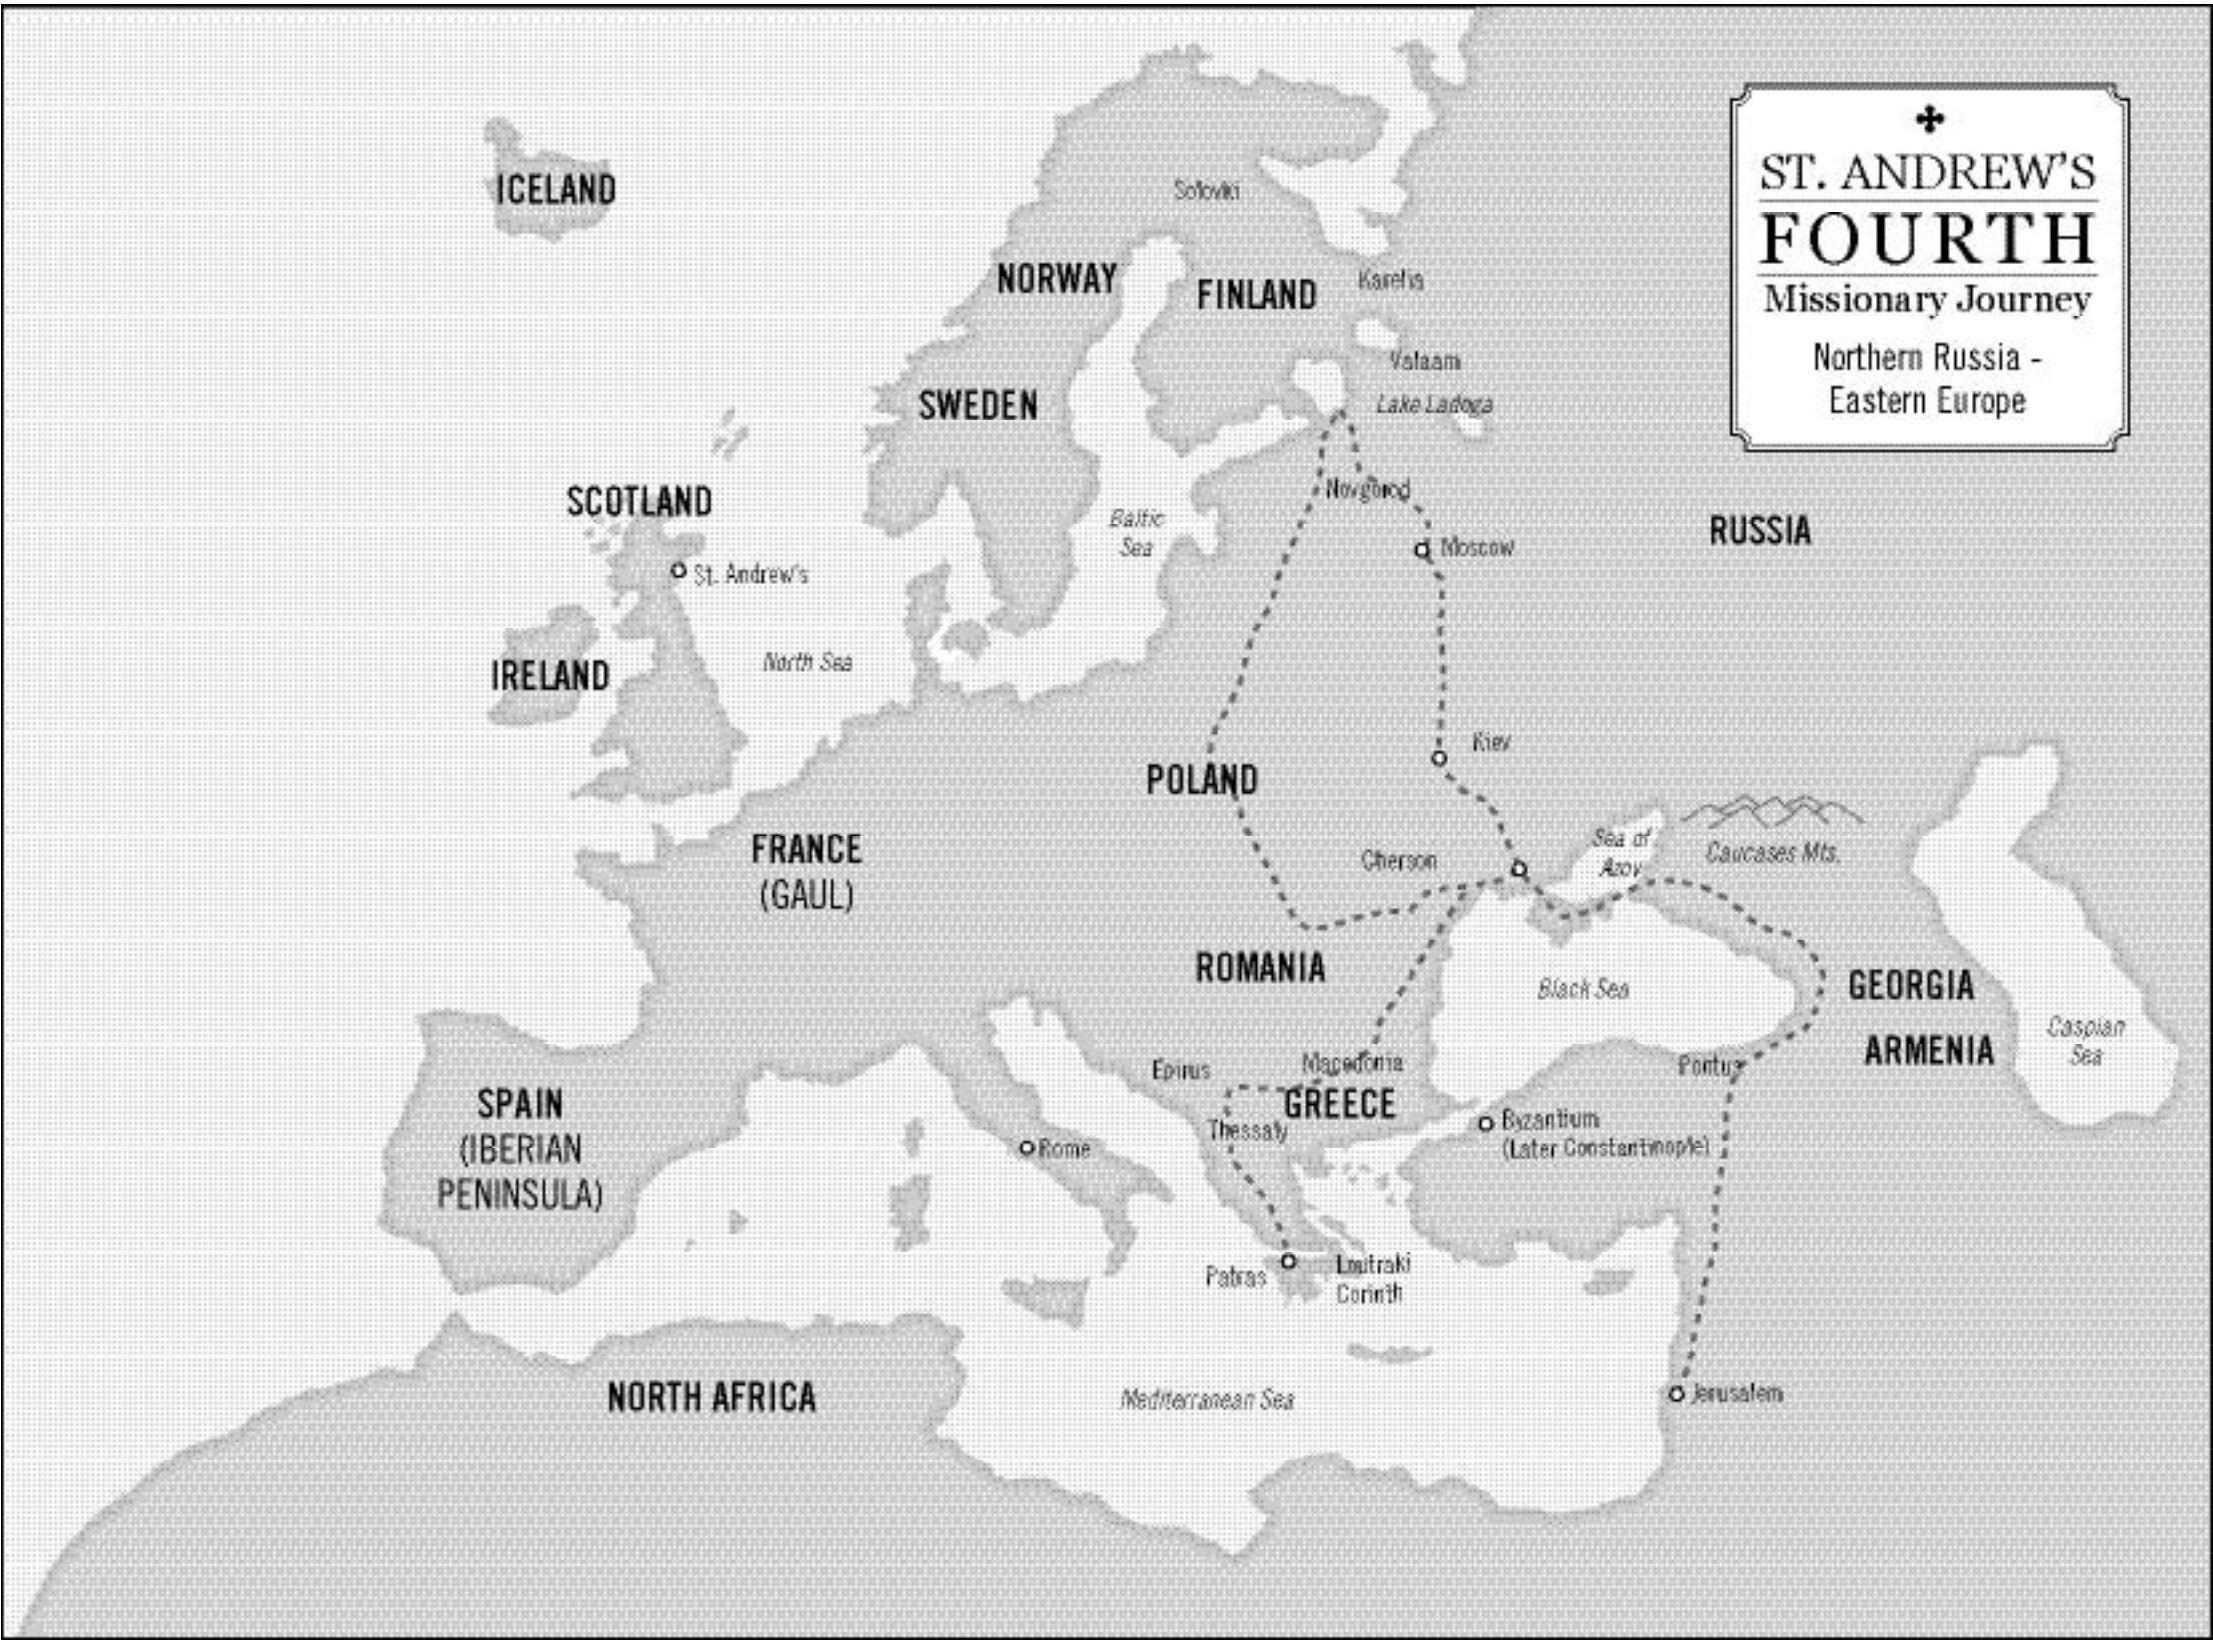 ST. ANDREW'S
FOURTH
Missionary Journey
Northern Russia -
Eastern Europe
ICELAND
Solovki
NORWAY
FINLAND
Karelia
Valaam
Lake Ladoga
SWEDEN
SCOTLAND
Novgorod
Baltic
Sea
RUSSIA
Moscow
St. Andrew's
North Sea
IRELAND
Kiev
POLAND
FRANCE
(GAUL)
Cherson
Sea of
Azov
Caucases Mts.
ROMANIA
Black Sea
GEORGIA
Caspian
Sea
ARMENIA
Epirus
Macedonia
Pontus
SPAIN
(IBERIAN
PENINSULA)
GREECE
Thessaly
Byzantium
(Later Constantinople)
Rome
Patras
Loutraki
Corinth
NORTH AFRICA
Mediterranean Sea
Jerusalem